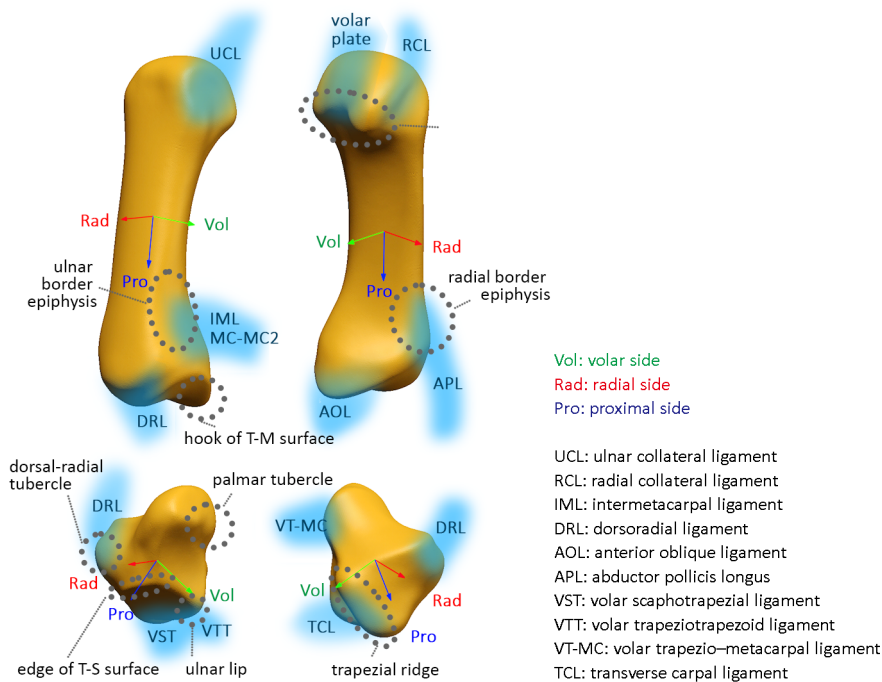 UCL
volar
plate
RCL
Rad
Vol
Pro
Vol
Rad
Pro
ulnar
border
epiphysis
radial border
epiphysis
IML
MC-MC2
DRL
hook of T-M surface
AOL
APL
dorsal-radial
tubercle
palmar tubercle
DRL
Rad
Pro
Vol
VST
VTT
edge of T-S surface
ulnar lip
VT-MC
DRL
Vol
Rad
TCL
Pro
trapezial ridge
Vol: volar side
Rad: radial side
Pro: proximal side
UCL: ulnar collateral ligament
RCL: radial collateral ligament
IML: intermetacarpal ligament
DRL: dorsoradial ligament
AOL: anterior oblique ligament
APL: abductor pollicis longus
VST: volar scaphotrapezial ligament
VTT: volar trapeziotrapezoid ligament
VT-MC: volar trapezio–metacarpal ligament
TCL: transverse carpal ligament